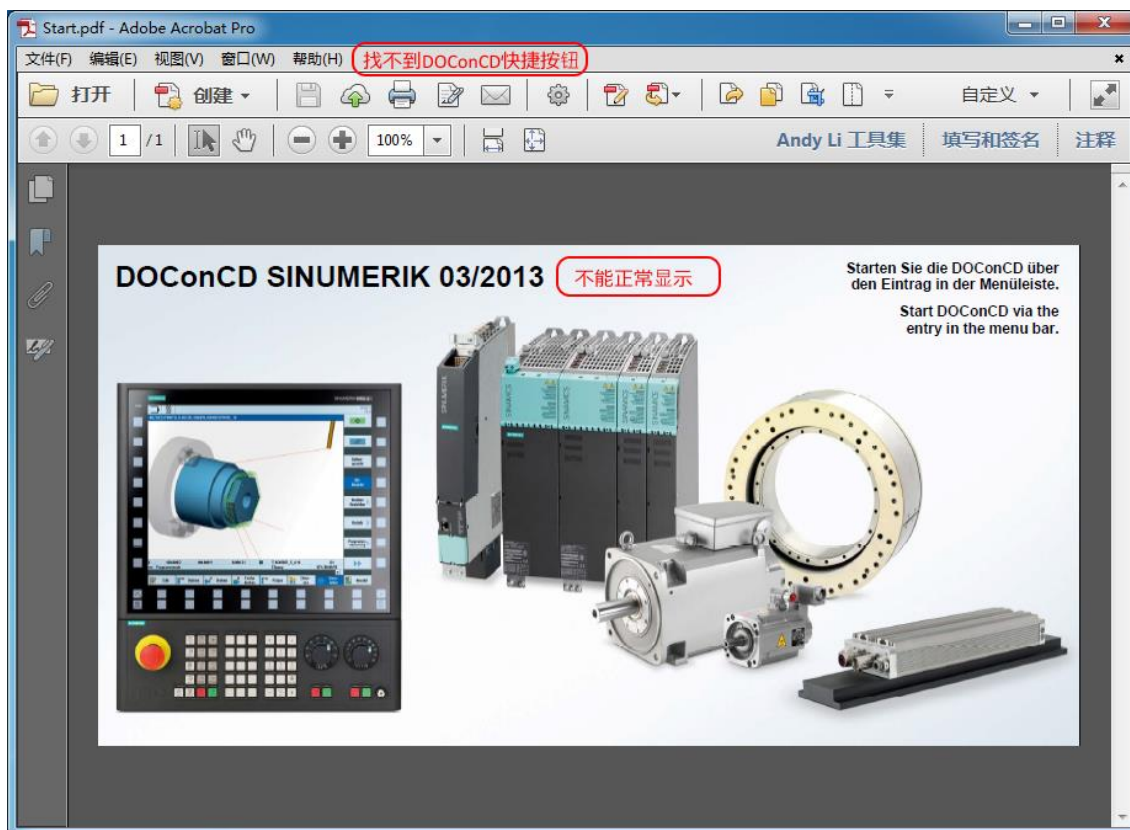 Start.pdf - Adobe Acrobat Pro
文件(F) 编辑(E) 视图(V) 窗口(W) 帮助(H) 找不到DOConCD快捷按钮
打开 创建 自定义
1 /1 100% Andy Li 工具集 填写和签名 注释
DOConCD SINUMERIK 03/2013 不能正常显示
Starten Sie die DOConCD über
den Eintrag in der Menüleiste.
Start DOConCD via the
entry in the menu bar.